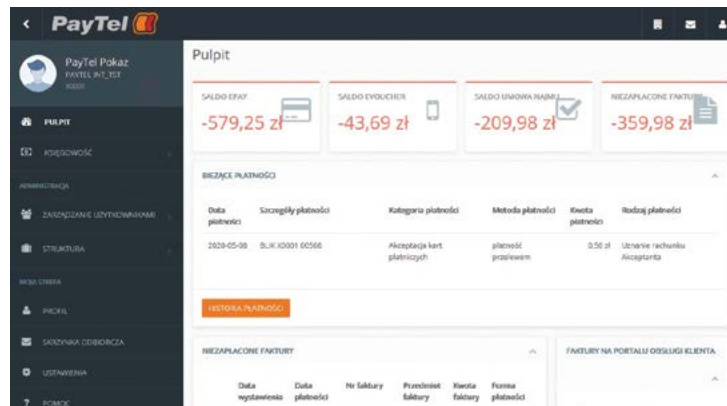 PayTel
PayTel Pokaz
PAYTEL INT_TST
PULPIT
KSIĘGOWOŚĆ
ADMINISTRACJA
ZARZĄDZANIE UŻYTKOWNIKAMI
STRUKTURA
MOJA STREFA
PROFIL
SKRZYNKA ODBIORCZA
USTAWIENIA
POMOC
Pulpit
SALDO EPAY
-579,25 zł
SALDO EVOUCHER
-43,69 zł
SALDO UMOWA NAJMU
-209,98 zł
NIEZAPŁACONE FAKTURY
-359,98 zł
BIEŻĄCE PŁATNOŚCI
Data płatności Szczegóły płatności Kategoria płatności Metoda płatności Kwota płatności Rodzaj płatności
2020-05-08 BLIK X0001 00566 Akceptacja kart płatniczych płatność przelewem 0.50 zł Uznanie rachunku Akceptanta
HISTORIA PŁATNOŚCI
NIEZAPŁACONE FAKTURY
Data wystawienia Data płatności Nr faktury Przedmiot faktury Kwota faktury Forma płatności
FAKTURY NA PORTALU OBSŁUGI KLIENTA